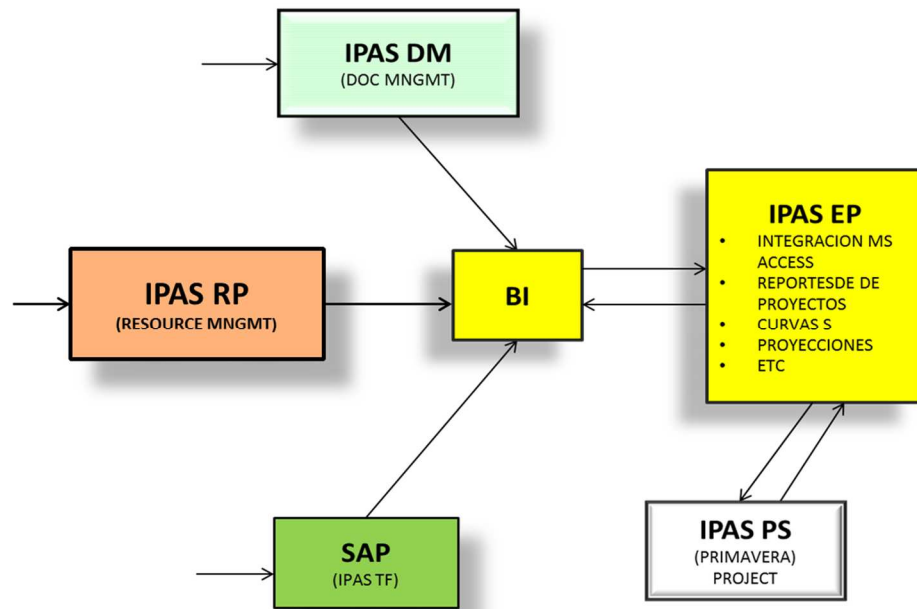 IPAS DM
(DOC MNGMT)
IPAS EP
• INTEGRACION MS
ACCESS
• REPORTESDE DE
PROYECTOS
• CURVAS S
• PROYECCIONES
• ETC
IPAS RP
(RESOURCE MNGMT)
BI
SAP
(IPAS TF)
IPAS PS
(PRIMAVERA)
PROJECT